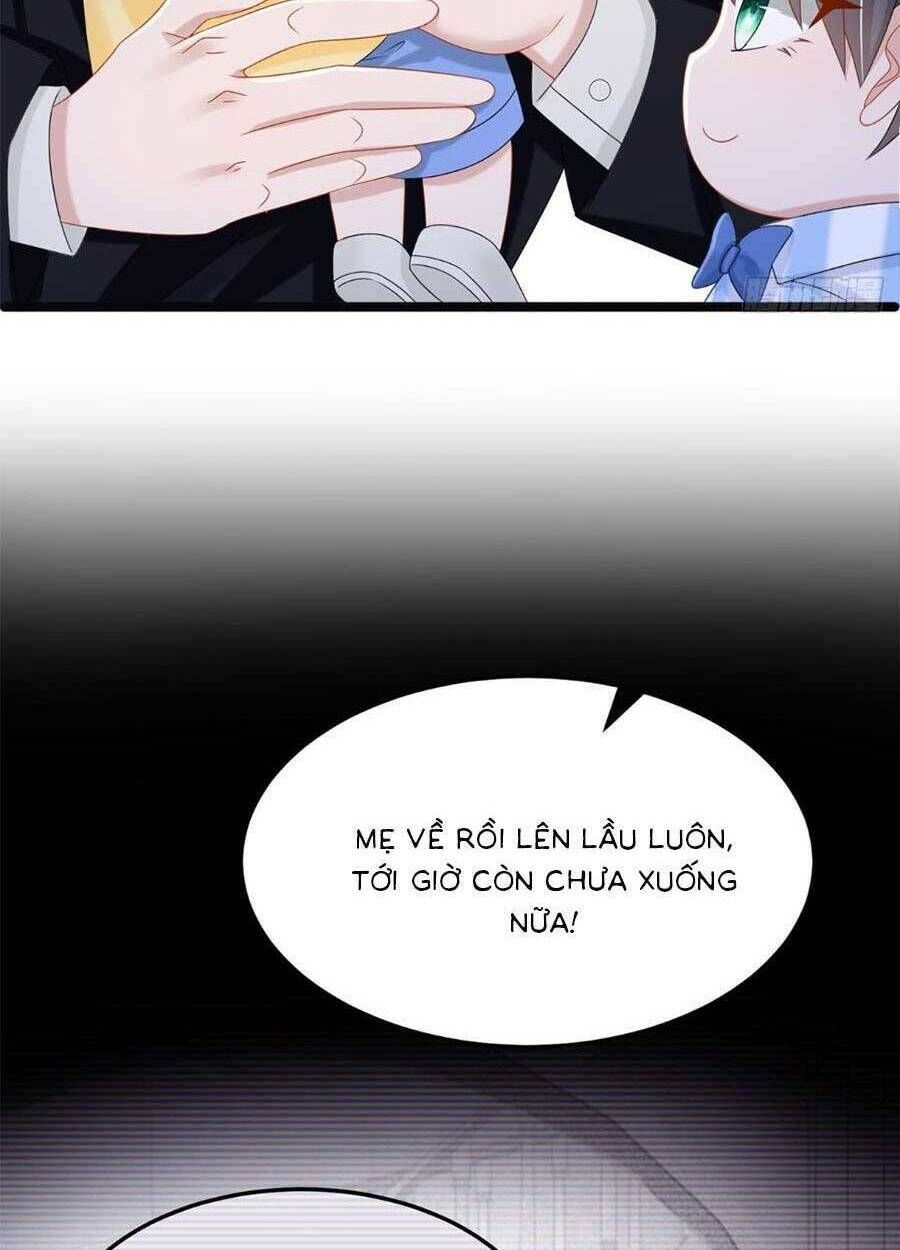 MẸ VỀ RỒI LÊN LẦU LUÔN,
TỚI GIỜ CÒN CHƯA XUỐNG
NỮA!